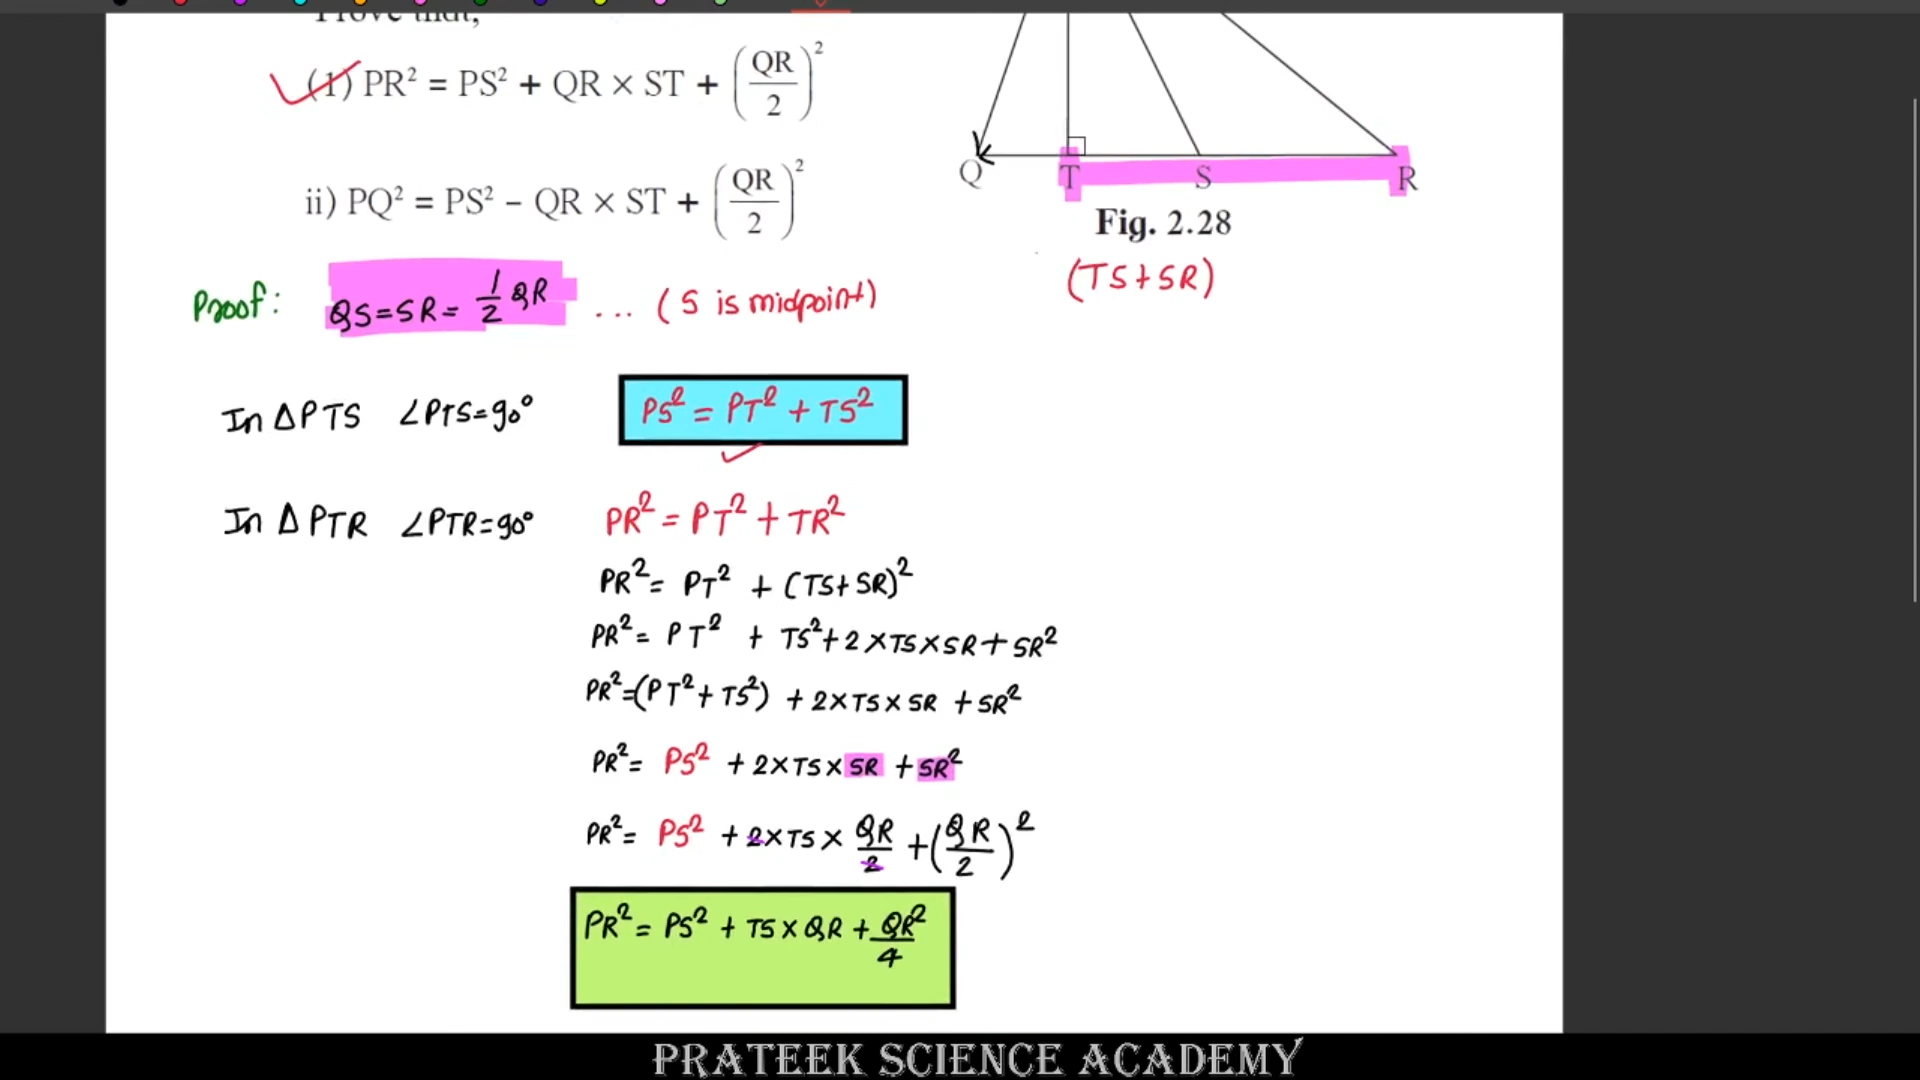 Prove that,
(1) PR² = PS² + QR × ST + (QR/2)²
ii) PQ² = PS² – QR × ST + (QR/2)²
Q T S R
Fig. 2.28
(TS+SR)
Proof: QS=SR= 1/2 QR ... (S is midpoint)
In ΔPTS ∠PTS=90° PS² = PT² + TS²
In ΔPTR ∠PTR=90° PR² = PT² + TR²
PR² = PT² + (TS+SR)²
PR² = PT² + TS²+2×TS×SR+SR²
PR²=(PT²+TS²) +2×TS×SR +SR²
PR²= PS² +2×TS×SR +SR²
PR²= PS² +2×TS× QR/2 +(QR/2)²
PR² = PS² + TS×QR + QR²/4
PRATEEK SCIENCE ACADEMY